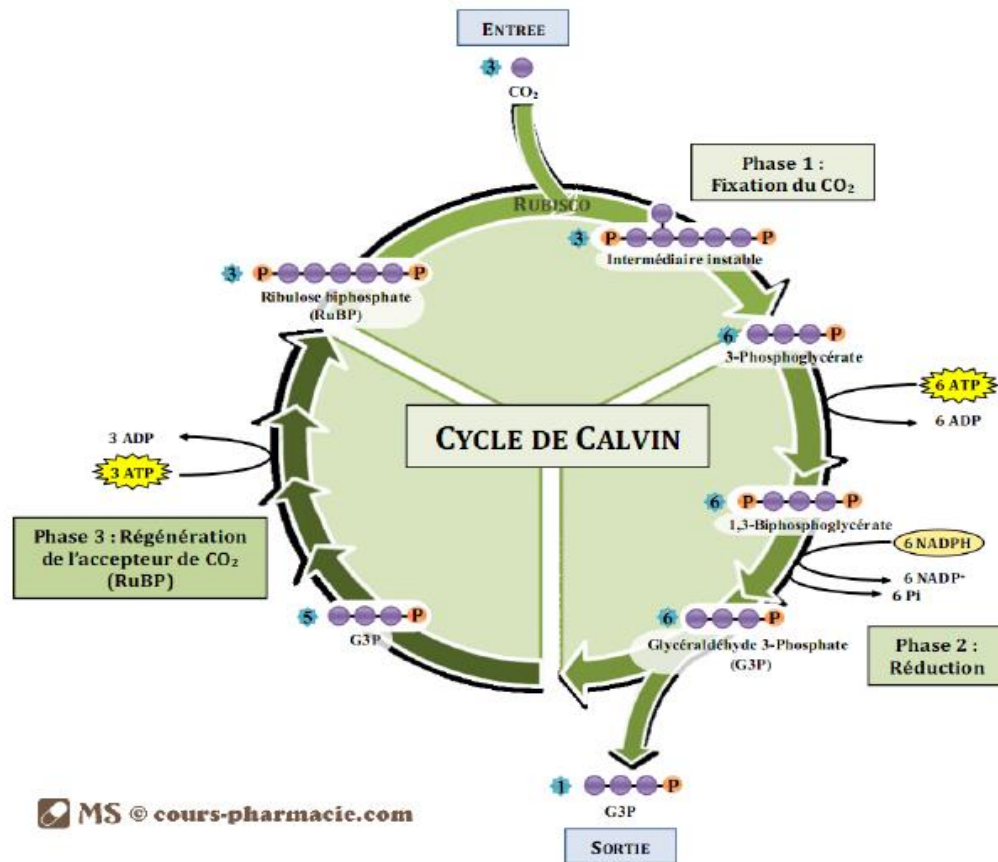 ENTREE
3
CO₂
Phase 1 :
Fixation du CO₂
RUBISCO
3 P P
Intermédiaire instable
3 P P
Ribulose biphosphate
(RuBP)
6 P
3-Phosphoglycérate
6 ATP
6 ADP
CYCLE DE CALVIN
3 ADP
3 ATP
6 P P
1,3-Biphosphoglycérate
Phase 3 : Régénération
de l'accepteur de CO₂
(RuBP)
6 NADPH
6 NADP-
6 Pi
5 P
G3P
6 P
Glycéraldéhyde 3-Phosphate
(G3P)
Phase 2 :
Réduction
1 P
G3P
MS © cours-pharmacie.com
SORTIE